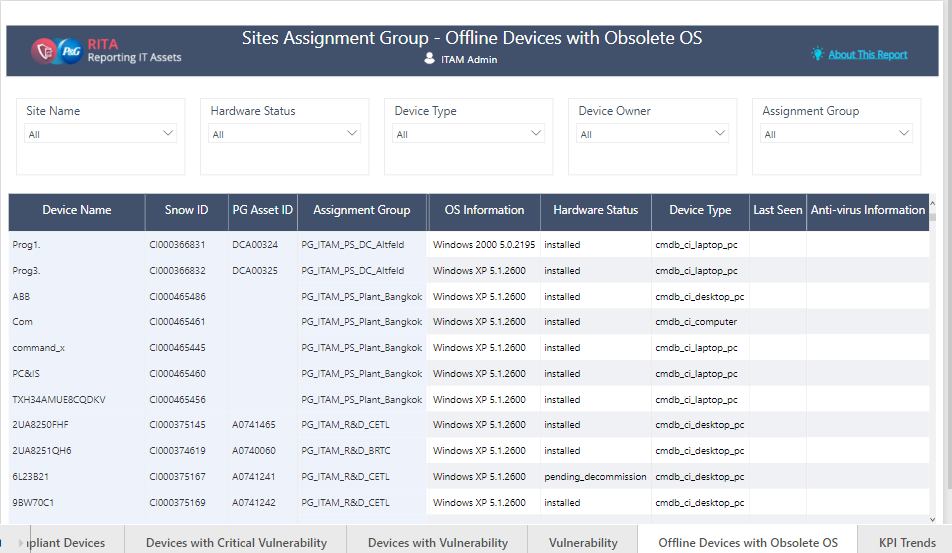 Sites Assignment Group - Offline Devices with Obsolete OS
P&G
RITA
Reporting IT Assets
ITAM Admin
About This Report
Site Name Hardware Status Device Type Device Owner Assignment Group
All All All All All
Device Name Snow ID PG Asset ID Assignment Group OS Information Hardware Status Device Type Last Seen Anti-virus Information
Prog1. CI000366831 DCA00324 PG_ITAM_PS_DC_Altfeld Windows 2000 5.0.2195 installed cmdb_ci_laptop_pc
Prog3. CI000366832 DCA00325 PG_ITAM_PS_DC_Altfeld Windows XP 5.1.2600 installed cmdb_ci_laptop_pc
ABB CI000465486 PG_ITAM_PS_Plant_Bangkok Windows XP 5.1.2600 installed cmdb_ci_desktop_pc
Com CI000465461 PG_ITAM_PS_Plant_Bangkok Windows XP 5.1.2600 installed cmdb_ci_computer
command_x CI000465445 PG_ITAM_PS_Plant_Bangkok Windows XP 5.1.2600 installed cmdb_ci_laptop_pc
PC&IS CI000465460 PG_ITAM_PS_Plant_Bangkok Windows XP 5.1.2600 installed cmdb_ci_laptop_pc
TXH34AMUE8CQDKV CI000465456 PG_ITAM_PS_Plant_Bangkok Windows XP 5.1.2600 installed cmdb_ci_laptop_pc
2UA8250FHF CI000375145 A0741465 PG_ITAM_R&D_CETL Windows XP 5.1.2600 installed cmdb_ci_desktop_pc
2UA8251QH6 CI000374619 A0740060 PG_ITAM_R&D_BRTC Windows XP 5.1.2600 installed cmdb_ci_desktop_pc
6L23B21 CI000375167 A0741241 PG_ITAM_R&D_CETL Windows XP 5.1.2600 pending_decommission cmdb_ci_desktop_pc
9BW70C1 CI000375169 A0741242 PG_ITAM_R&D_CETL Windows XP 5.1.2600 installed cmdb_ci_desktop_pc
pliant Devices Devices with Critical Vulnerability Devices with Vulnerability Vulnerability Offline Devices with Obsolete OS KPI Trends